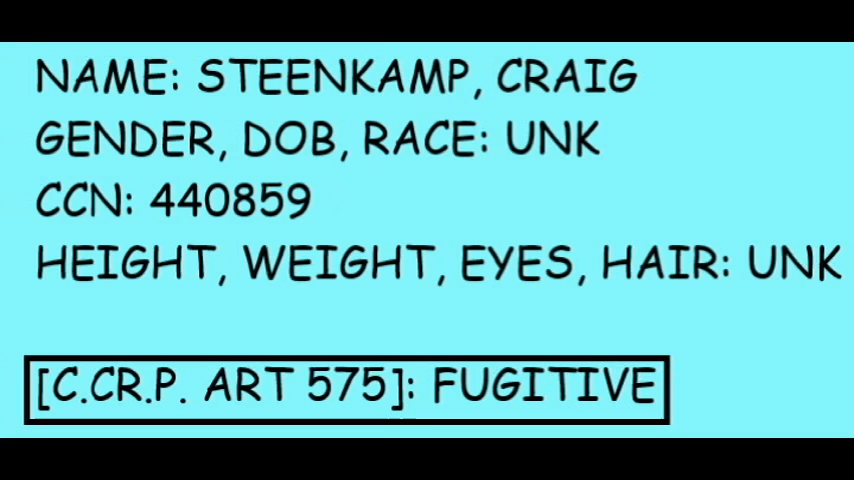 NAME: STEENKAMP, CRAIG
GENDER, DOB, RACE: UNK
CCN: 440859
HEIGHT, WEIGHT, EYES, HAIR: UNK
[C.CR.P. ART 575]: FUGITIVE